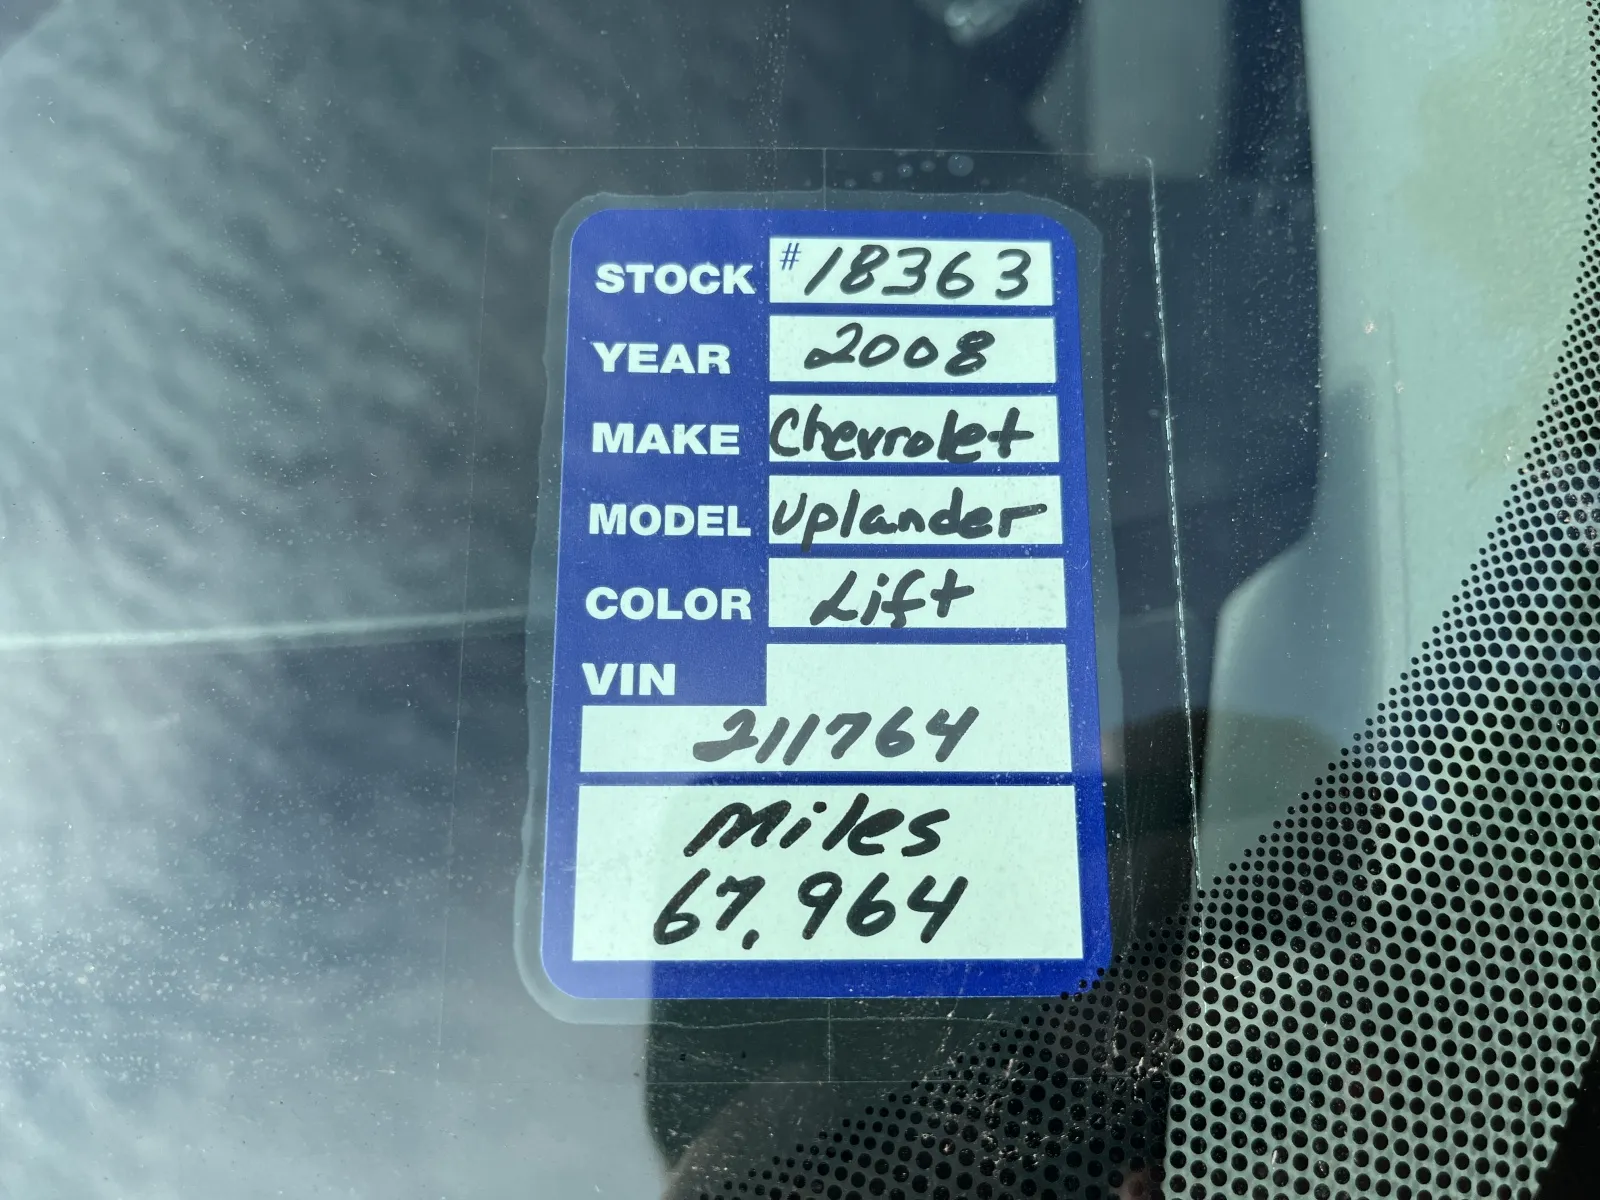 STOCK #18363
YEAR 2008
MAKE Chevrolet
MODEL Uplander
COLOR Lift
VIN
211764
Miles
67,964